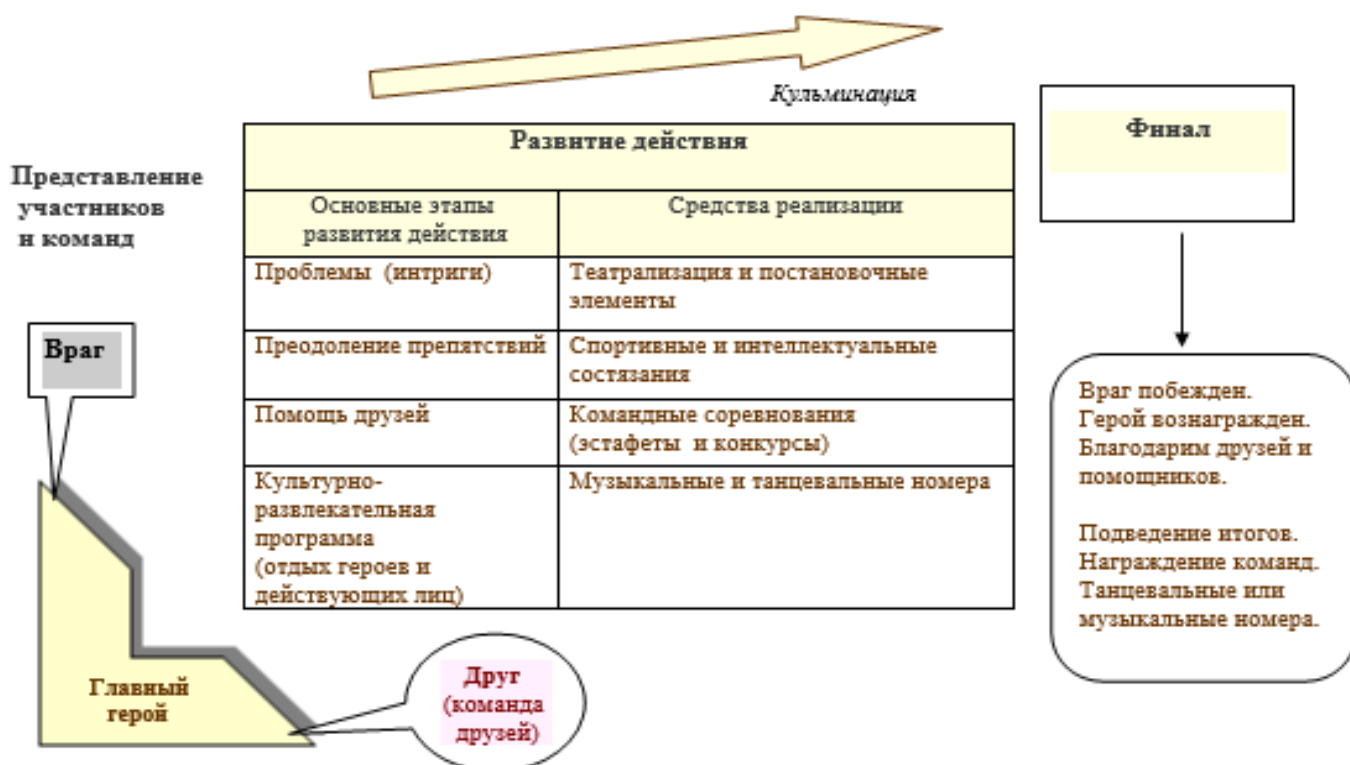 Кульминация
Представление
участников
и команд
Враг
Главный
герой
Друг
(команда
друзей)
Развитие действия
Основные этапы
развития действия
Средства реализации
Проблемы (интриги)
Театрализация и постановочные
элементы
Преодоление препятствий
Спортивные и интеллектуальные
состязания
Помощь друзей
Командные соревнования
(эстафеты и конкурсы)
Культурно-
развлекательная
программа
(отдых героев и
действующих лиц)
Музыкальные и танцевальные номера
Финал
Враг побежден.
Герой вознагражден.
Благодарим друзей и
помощников.
Подведение итогов.
Награждение команд.
Танцевальные или
музыкальные номера.